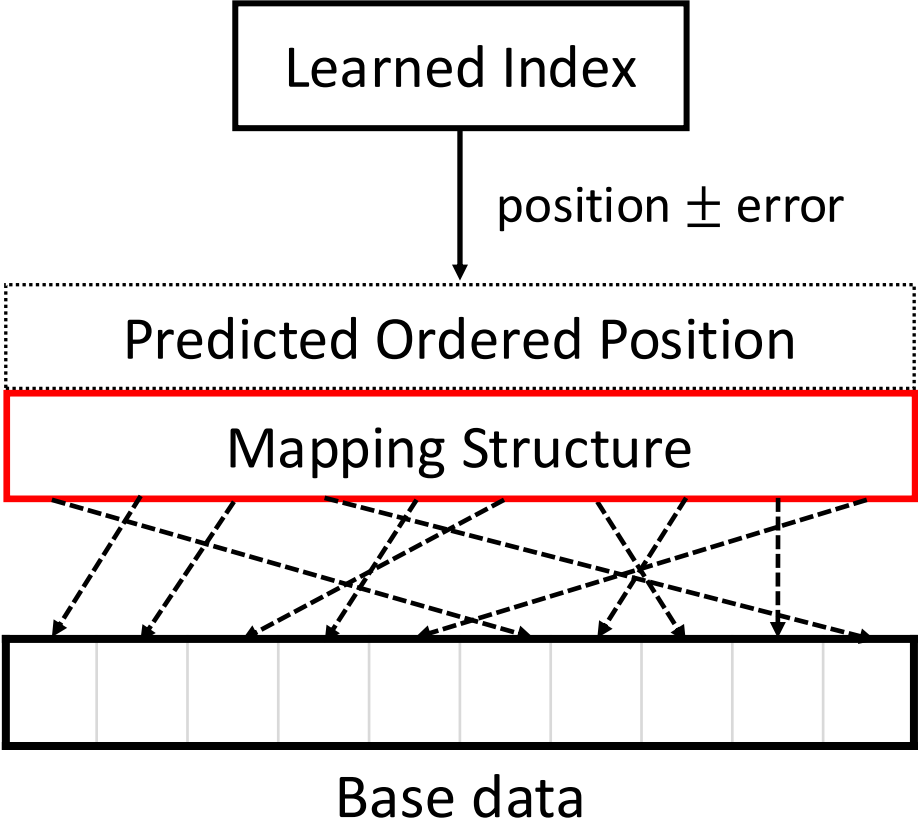 Learned Index
position ± error
Predicted Ordered Position
Mapping Structure
Base data